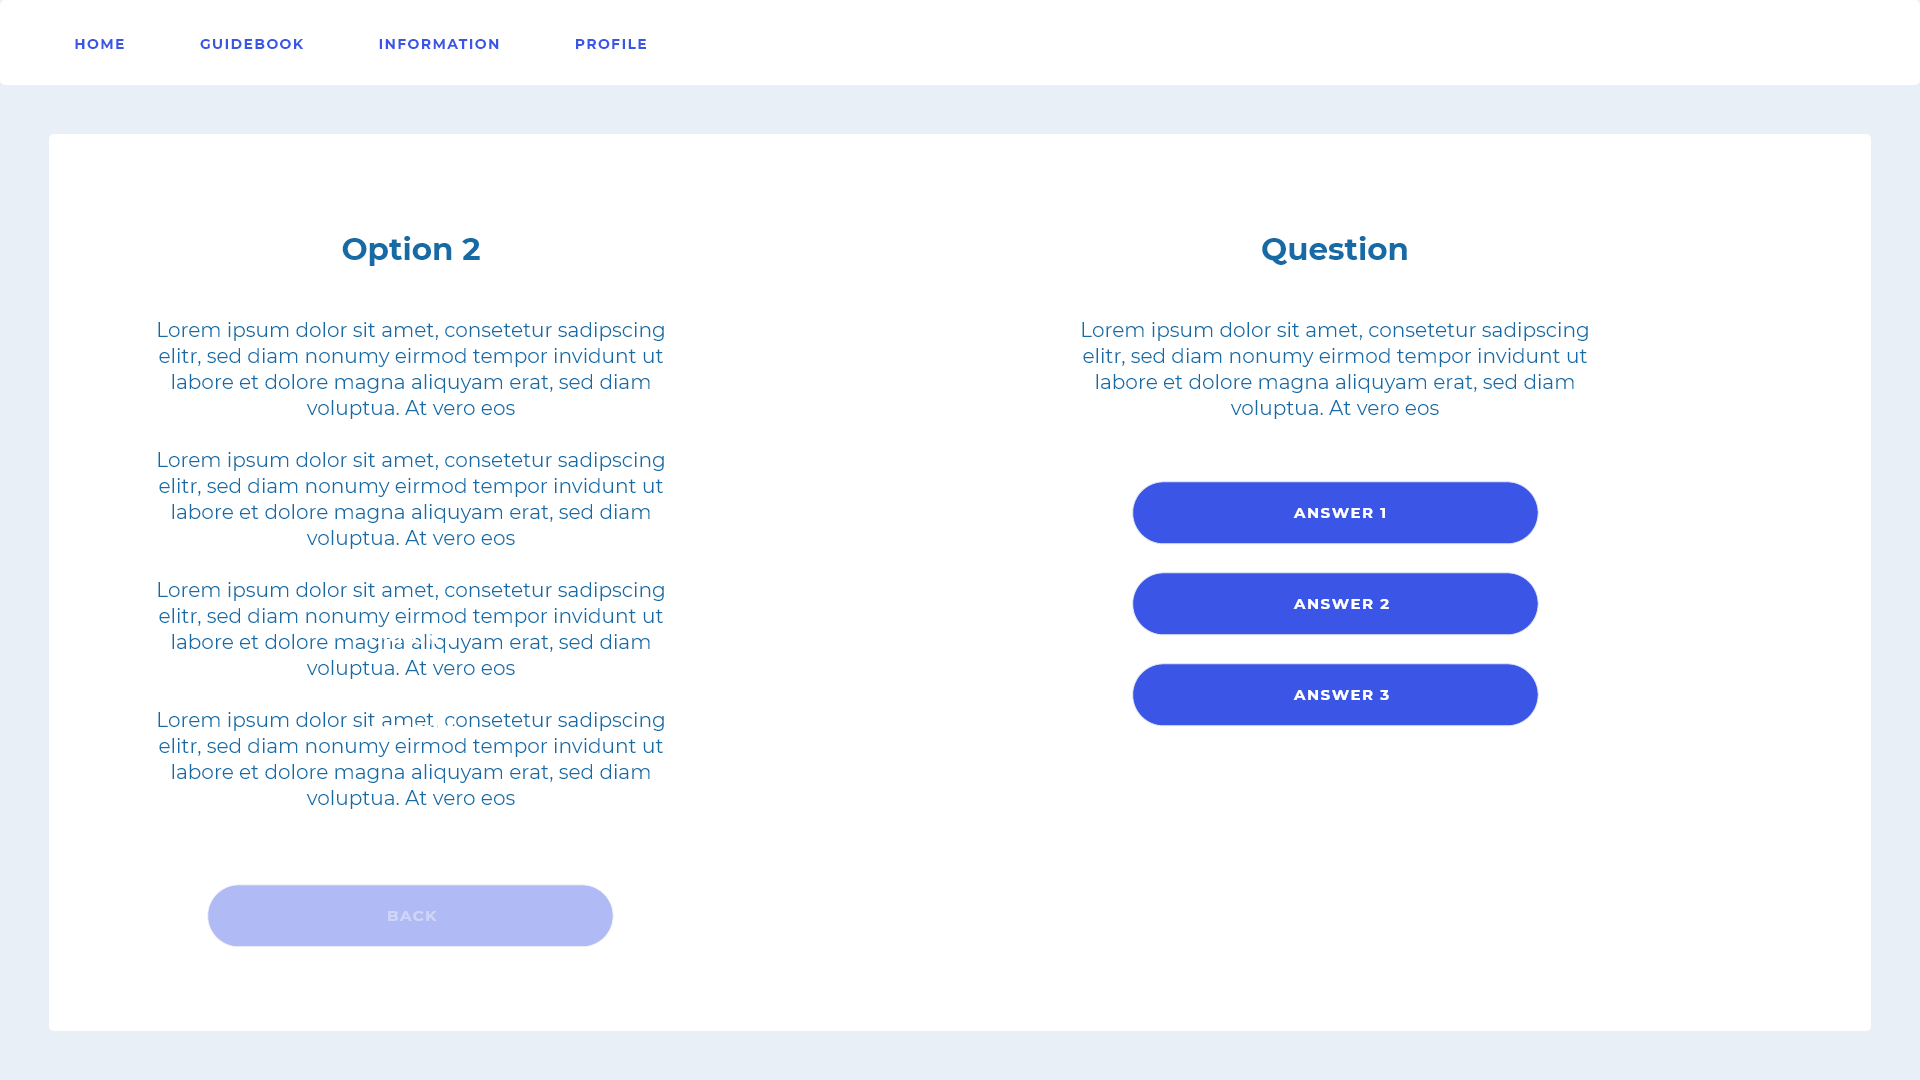 HOME
GUIDEBOOK
INFORMATION
PROFILE
Option 2
Lorem ipsum dolor sit amet, consetetur sadipscing
elitr, sed diam nonumy eirmod tempor invidunt ut
labore et dolore magna aliquyam erat, sed diam
voluptua. At vero eos
Lorem ipsum dolor sit amet, consetetur sadipscing
elitr, sed diam nonumy eirmod tempor invidunt ut
labore et dolore magna aliquyam erat, sed diam
voluptua. At vero eos
Lorem ipsum dolor sit amet, consetetur sadipscing
elitr, sed diam nonumy eirmod tempor invidunt ut
labore et dolore magna aliquyam erat, sed diam
voluptua. At vero eos
Lorem ipsum dolor sit amet, consetetur sadipscing
elitr, sed diam nonumy eirmod tempor invidunt ut
labore et dolore magna aliquyam erat, sed diam
voluptua. At vero eos
BACK
Question
Lorem ipsum dolor sit amet, consetetur sadipscing
elitr, sed diam nonumy eirmod tempor invidunt ut
labore et dolore magna aliquyam erat, sed diam
voluptua. At vero eos
ANSWER 1
ANSWER 2
ANSWER 3